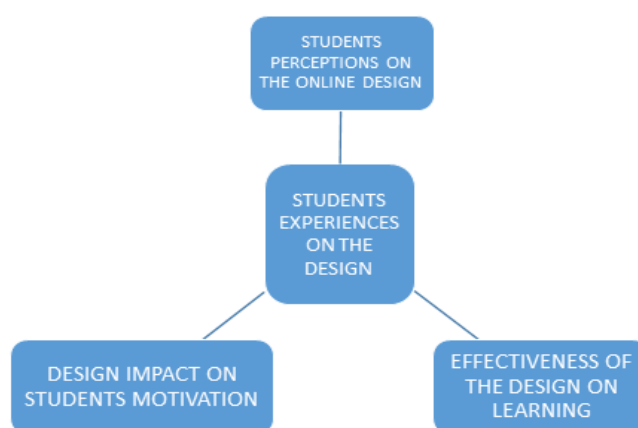 STUDENTS
PERCEPTIONS ON
THE ONLINE DESIGN
STUDENTS
EXPERIENCES
ON THE
DESIGN
DESIGN IMPACT ON
STUDENTS MOTIVATION
EFFECTIVENESS OF
THE DESIGN ON
LEARNING